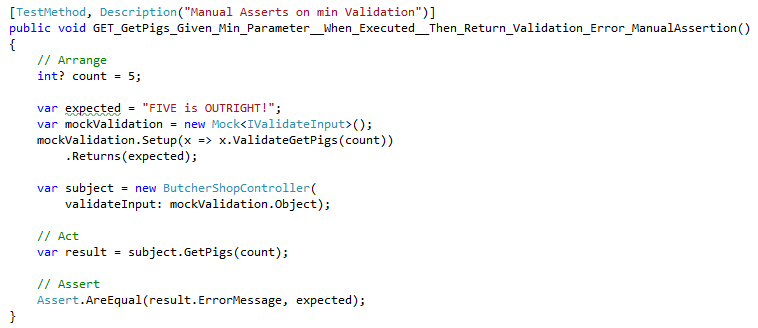 [TestMethod, Description("Manual Asserts on min Validation")]
public void GET_GetPigs_Given_Min_Parameter__When_Executed__Then_Return_Validation_Error_ManualAssertion()
{
// Arrange
int? count = 5;
var expected = "FIVE is OUTRIGHT!";
var mockValidation = new Mock<IValidateInput>();
mockValidation.Setup(x => x.ValidateGetPigs(count))
.Returns(expected);
var subject = new ButcherShopController(
validateInput: mockValidation.Object);
// Act
var result = subject.GetPigs(count);
// Assert
Assert.AreEqual(result.ErrorMessage, expected);
}